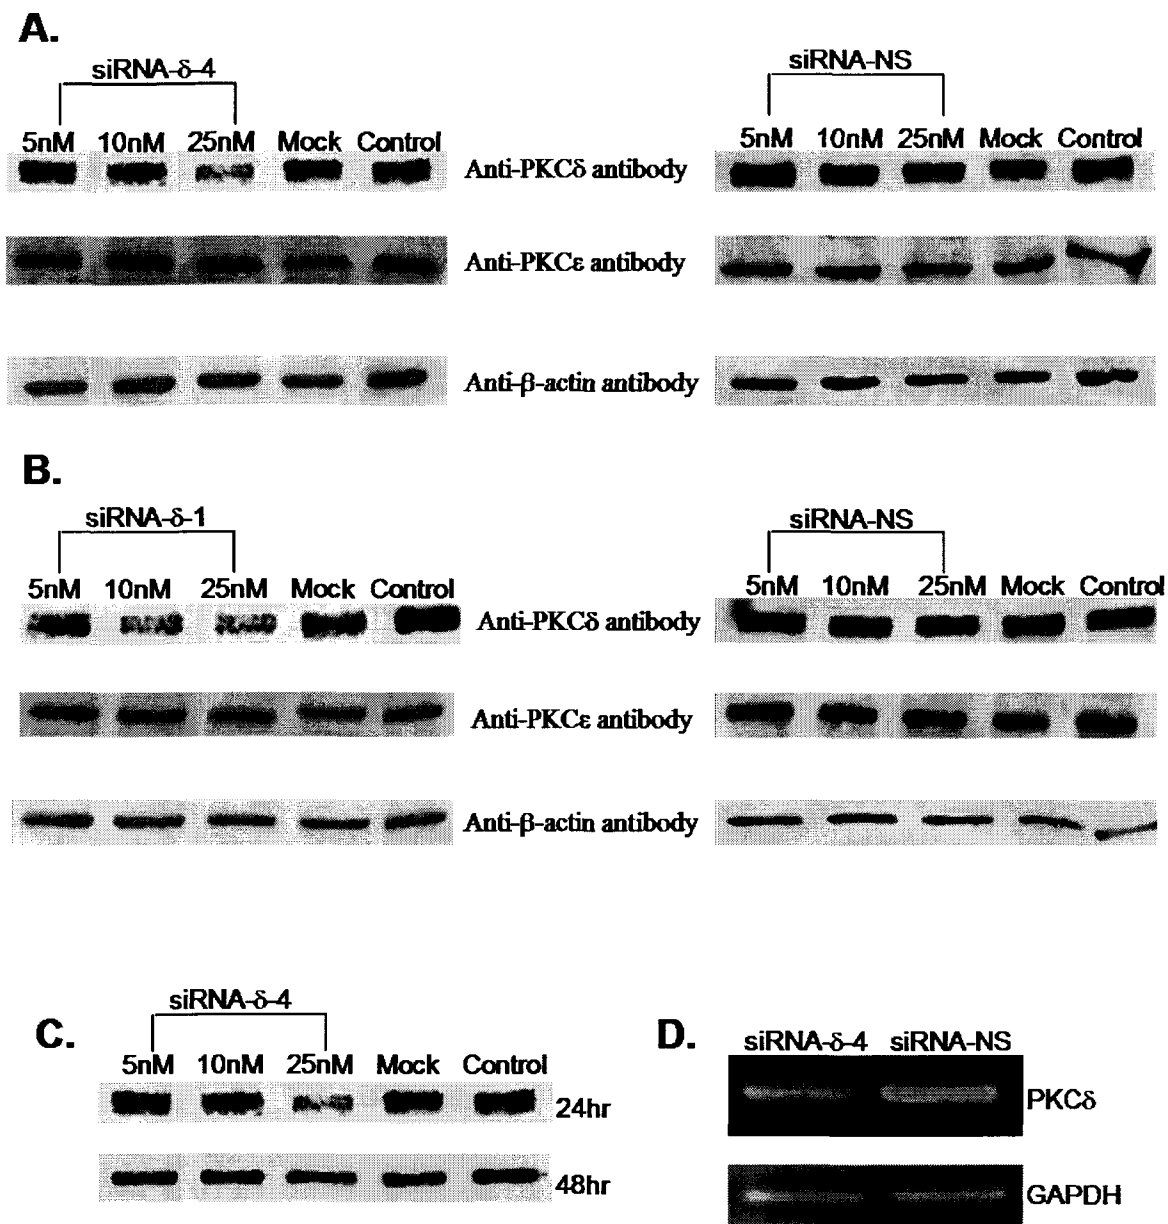 A.
siRNA-δ-4
siRNA-NS
5nM 10nM 25nM Mock Control
5nM 10nM 25nM Mock Control
Anti-PKCδ antibody
Anti-PKCε antibody
Anti-β-actin antibody
B.
siRNA-δ-1
siRNA-NS
5nM 10nM 25nM Mock Control
5nM 10nM 25nM Mock Control
Anti-PKCδ antibody
Anti-PKCε antibody
Anti-β-actin antibody
C.
siRNA-δ-4
5nM 10nM 25nM Mock Control
24hr
48hr
D.
siRNA-δ-4 siRNA-NS
PKCδ
GAPDH